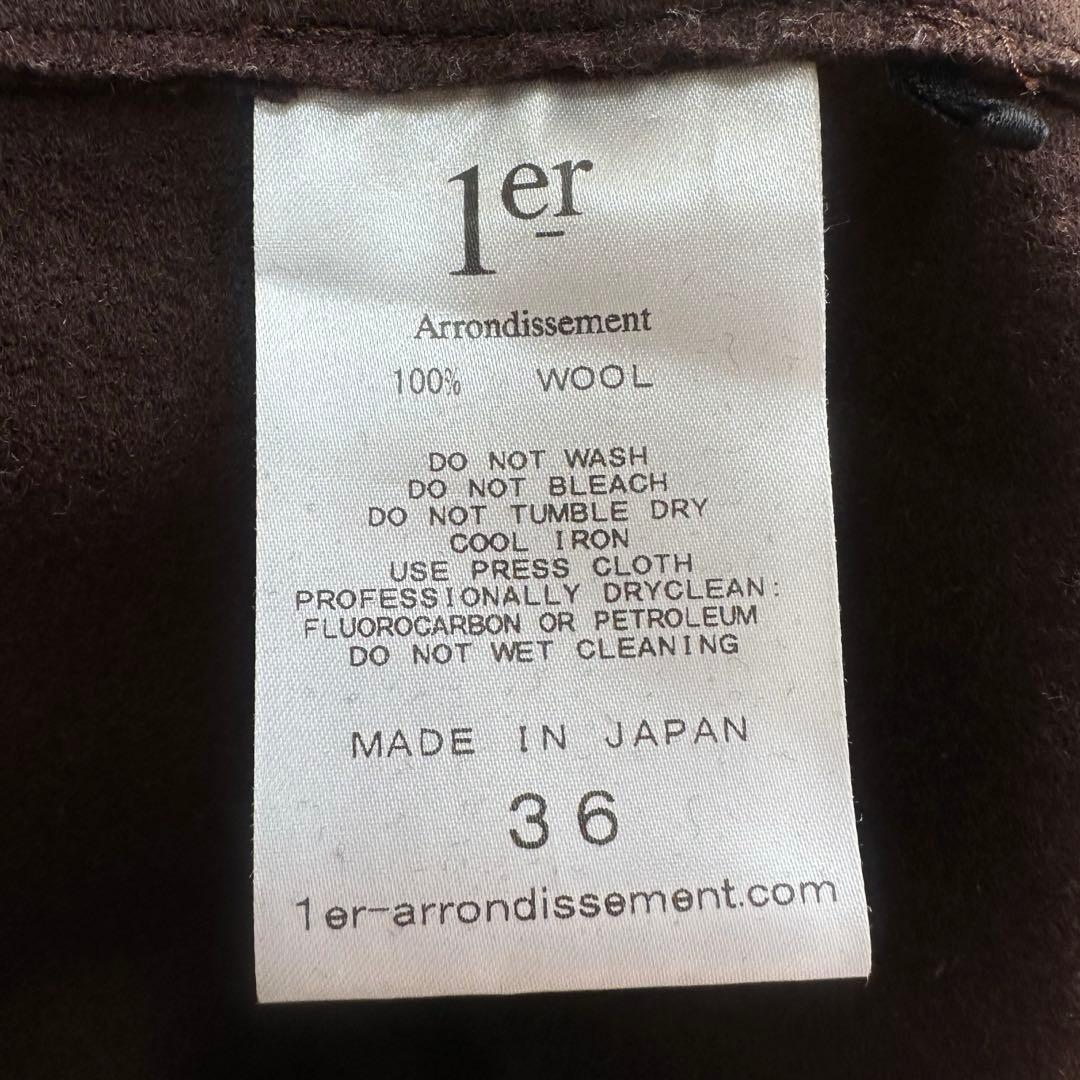 1er
Arrondissement
100% WOOL
DO NOT WASH
DO NOT BLEACH
DO NOT TUMBLE DRY
COOL IRON
USE PRESS CLOTH
PROFESSIONALLY DRYCLEAN:
FLUOROCARBON OR PETROLEUM
DO NOT WET CLEANING
MADE IN JAPAN
36
1er-arrondissement.com